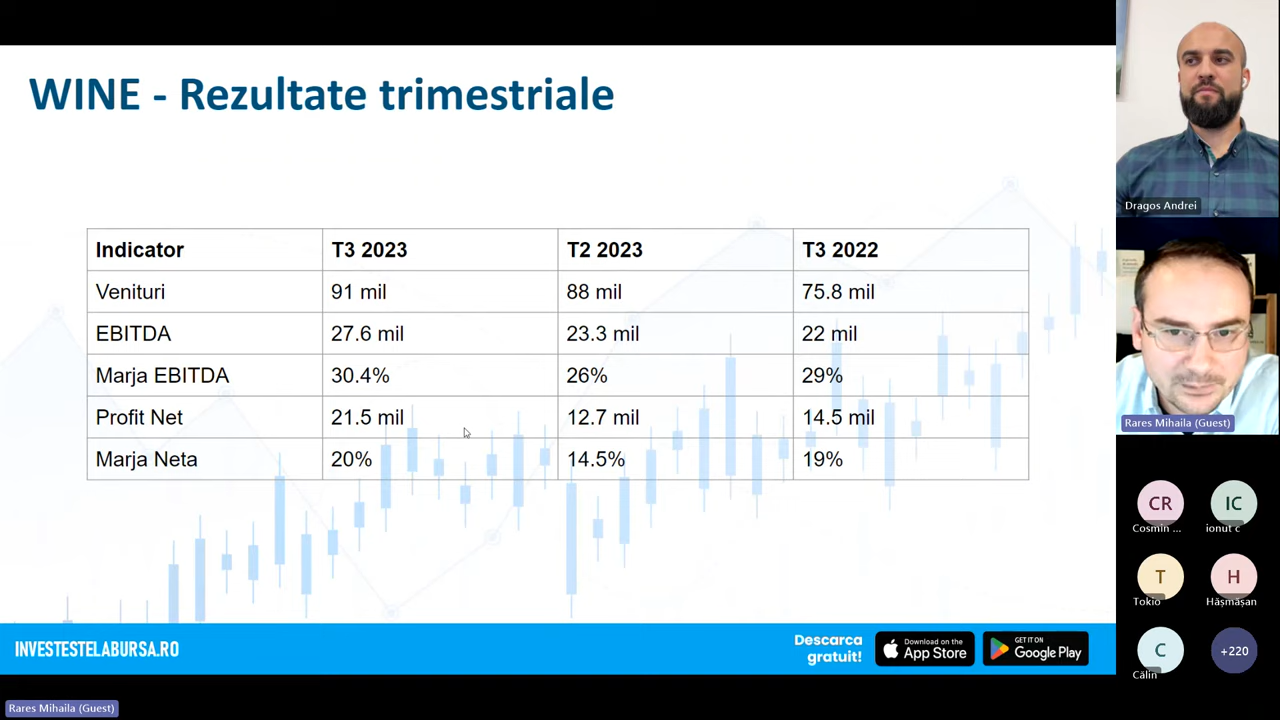 WINE - Rezultate trimestriale
Indicator T3 2023 T2 2023 T3 2022
Venituri 91 mil 88 mil 75.8 mil
EBITDA 27.6 mil 23.3 mil 22 mil
Marja EBITDA 30.4% 26% 29%
Profit Net 21.5 mil 12.7 mil 14.5 mil
Marja Neta 20% 14.5% 19%
INVESTESTELABURSA.RO
Descarca
gratuit!
Download on the
App Store
GET IT ON
Google Play
Rares Mihaila (Guest)
Dragos Andrei
Rares Mihaila (Guest)
CR IC
Cosmin ... ionut c
T H
Tokio Hășmășan
C +220
Călin